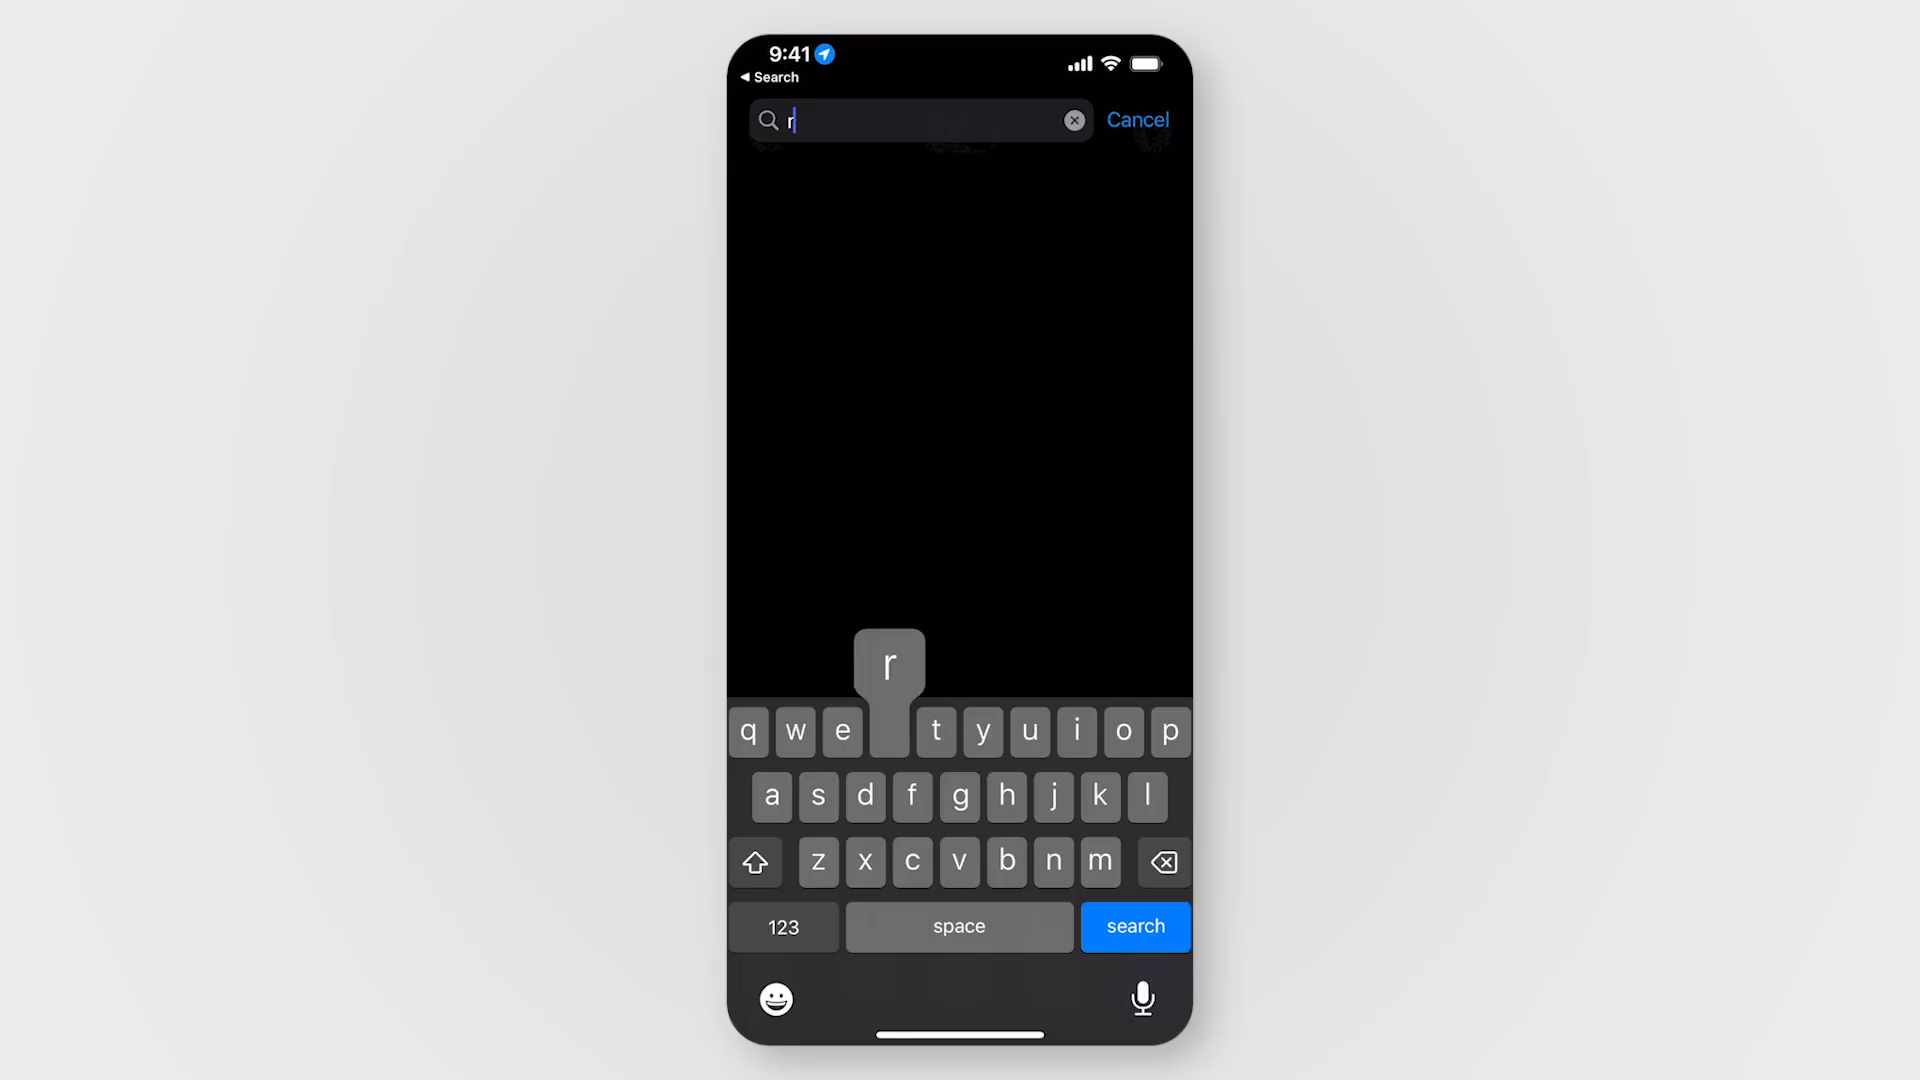 9:41
Search
r
Cancel
r
q w e t y u i o p
a s d f g h j k l
z x c v b n m
123 space search